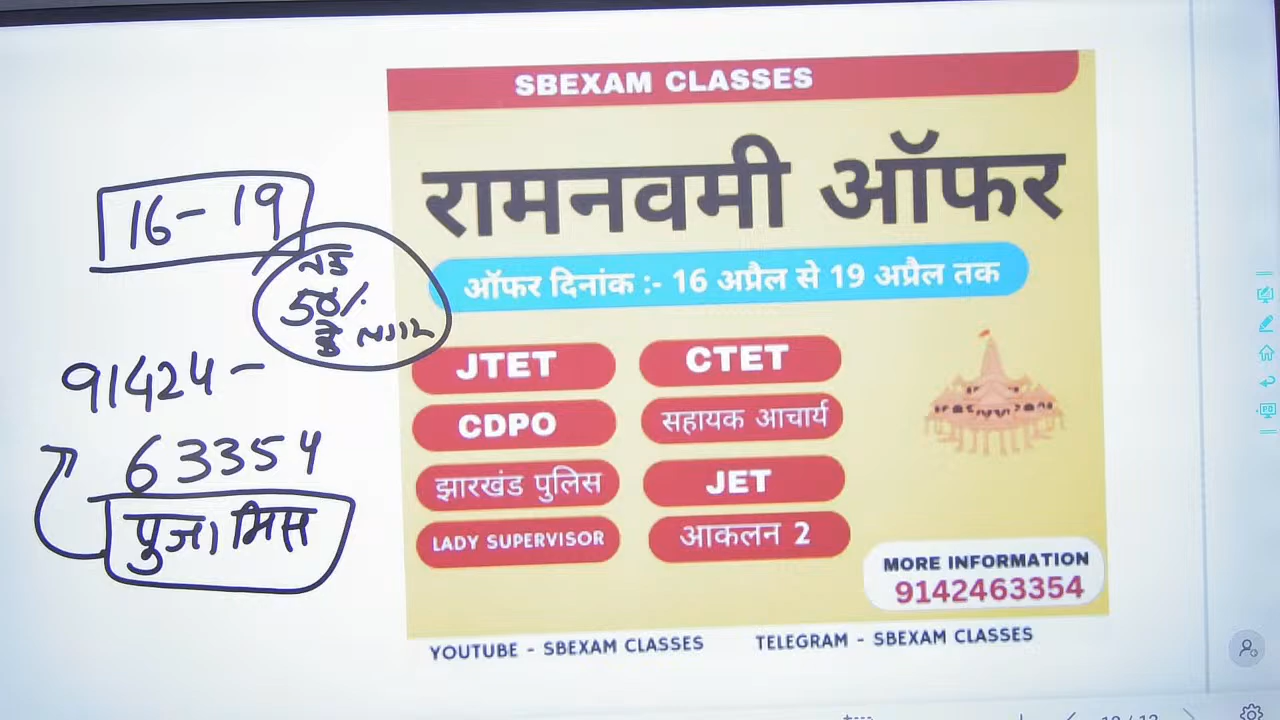 SBEXAM CLASSES
रामनवमी ऑफर
ऑफर दिनांक :- 16 अप्रैल से 19 अप्रैल तक
JTET
CTET
CDPO
सहायक आचार्य
झारखंड पुलिस
JET
LADY SUPERVISOR
आकलन 2
MORE INFORMATION
9142463354
YOUTUBE - SBEXAM CLASSES
TELEGRAM - SBEXAM CLASSES
16 - 19
50%
91424 -
63354
पुजा मिस